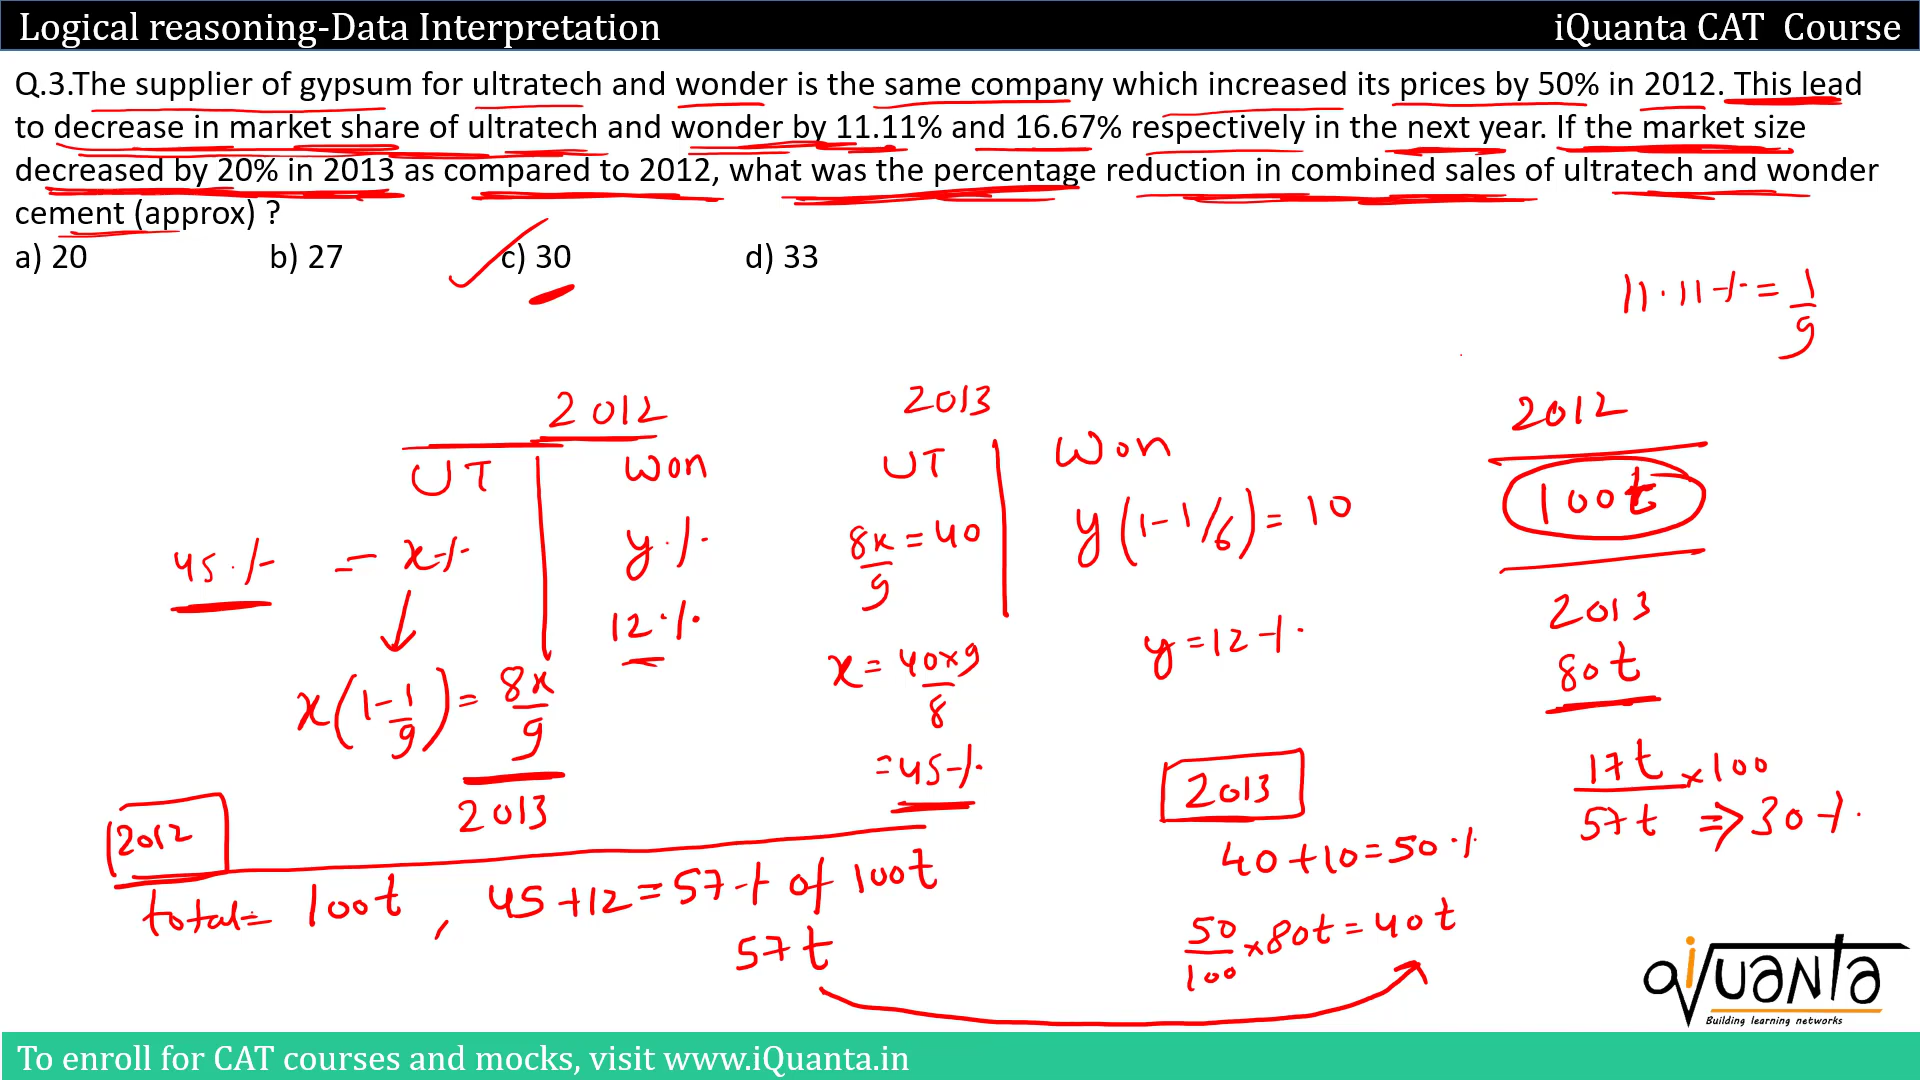 Logical reasoning-Data Interpretation
iQuanta CAT Course
Q.3.The supplier of gypsum for ultratech and wonder is the same company which increased its prices by 50% in 2012. This lead
to decrease in market share of ultratech and wonder by 11.11% and 16.67% respectively in the next year. If the market size
decreased by 20% in 2013 as compared to 2012, what was the percentage reduction in combined sales of ultratech and wonder
cement (approx) ?
a) 20 b) 27 c) 30 d) 33
11.11% = 1/9
2012
UT Won
45% = x% y%
12%
x(1-1/9) = 8x/9
2013
2013
UT Won
8x/9 = 40 y(1-1/6) = 10
x = 40×9/8 y = 12%
= 45%
2012
100t
2013
80t
17t/57t × 100 => 30%
2012
total = 100t, 45+12 = 57% of 100t
57t
2013
40+10=50%
50/100 × 80t = 40t
iQuanta
Building learning networks
To enroll for CAT courses and mocks, visit www.iQuanta.in